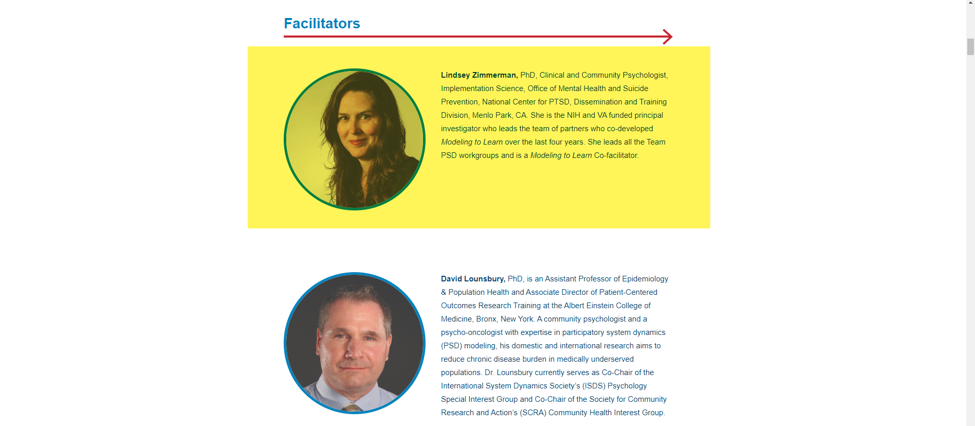 Facilitators
Lindsey Zimmerman, PhD, Clinical and Community Psychologist,
Implementation Science, Office of Mental Health and Suicide
Prevention, National Center for PTSD, Dissemination and Training
Division, Menlo Park, CA. She is the NIH and VA funded principal
investigator who leads the team of partners who co-developed
Modeling to Learn over the last four years. She leads all the Team
PSD workgroups and is a Modeling to Learn Co-facilitator.
David Lounsbury, PhD, is an Assistant Professor of Epidemiology
& Population Health and Associate Director of Patient-Centered
Outcomes Research Training at the Albert Einstein College of
Medicine, Bronx, New York. A community psychologist and a
psycho-oncologist with expertise in participatory system dynamics
(PSD) modeling, his domestic and international research aims to
reduce chronic disease burden in medically underserved
populations. Dr. Lounsbury currently serves as Co-Chair of the
International System Dynamics Society's (ISDS) Psychology
Special Interest Group and Co-Chair of the Society for Community
Research and Action's (SCRA) Community Health Interest Group.